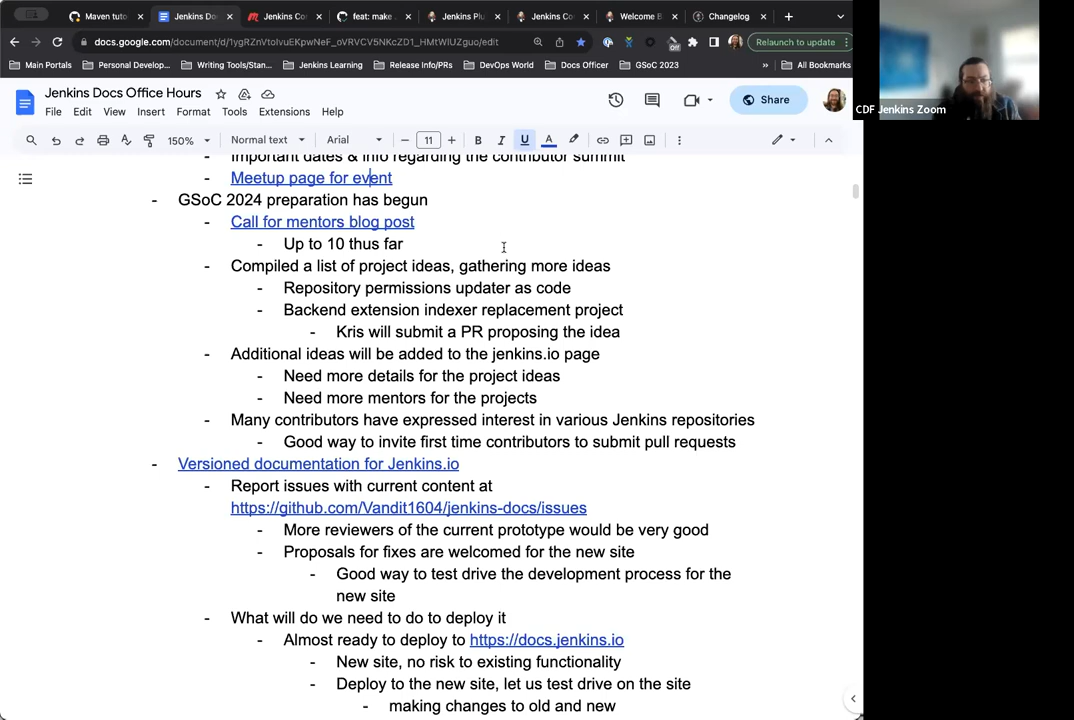 Maven tuto
Jenkins Do
Jenkins Co
feat: make
Jenkins Plu
Jenkins Co
Welcome B
Changelog
docs.google.com/document/d/1ygRZnVtoIvuEKpwNeF_oVRVCV5NKcZD1_HMtWIUZguo/edit
Off
Relaunch to update
Main Portals
Personal Develop...
Writing Tools/Stan...
Jenkins Learning
Release Info/PRs
DevOps World
Docs Officer
GSoC 2023
»
All Bookmarks
Jenkins Docs Office Hours
File Edit View Insert Format Tools Extensions Help
Share
150% Normal text Arial 11 B I U A
- Important dates & info regarding the contributor summit
- Meetup page for event
- GSoC 2024 preparation has begun
- Call for mentors blog post
- Up to 10 thus far
- Compiled a list of project ideas, gathering more ideas
- Repository permissions updater as code
- Backend extension indexer replacement project
- Kris will submit a PR proposing the idea
- Additional ideas will be added to the jenkins.io page
- Need more details for the project ideas
- Need more mentors for the projects
- Many contributors have expressed interest in various Jenkins repositories
- Good way to invite first time contributors to submit pull requests
- Versioned documentation for Jenkins.io
- Report issues with current content at
https://github.com/Vandit1604/jenkins-docs/issues
- More reviewers of the current prototype would be very good
- Proposals for fixes are welcomed for the new site
- Good way to test drive the development process for the
new site
- What will do we need to do to deploy it
- Almost ready to deploy to https://docs.jenkins.io
- New site, no risk to existing functionality
- Deploy to the new site, let us test drive on the site
- making changes to old and new
CDF Jenkins Zoom